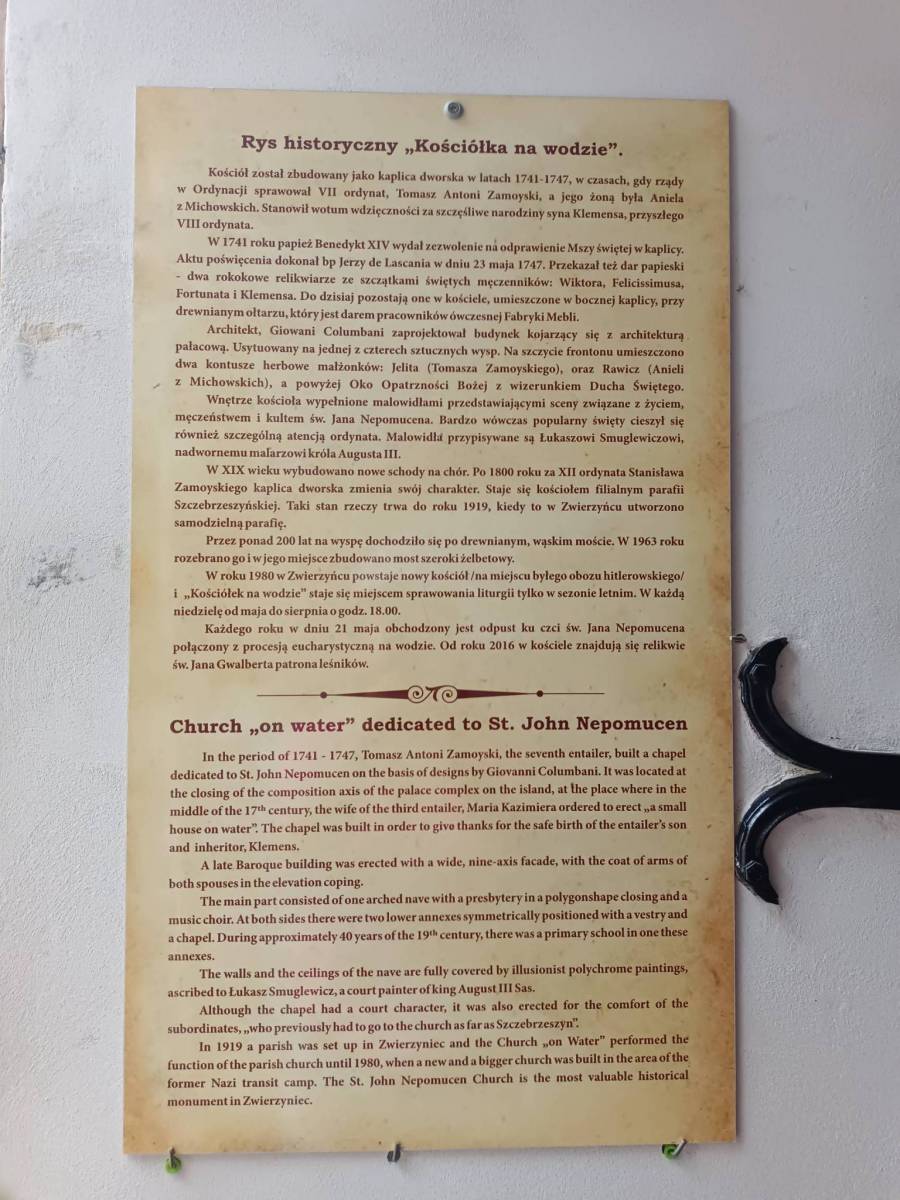 Rys historyczny „Kościółka na wodzie”.
Kościół został zbudowany jako kaplica dworska w latach 1741-1747, w czasach, gdy rządy
w Ordynacji sprawował VII ordynat, Tomasz Antoni Zamoyski, a jego żoną była Aniela
z Michowskich. Stanowił wotum wdzięczności za szczęśliwe narodziny syna Klemensa, przyszłego
VIII ordynata.
W 1741 roku papież Benedykt XIV wydał zezwolenie na odprawienie Mszy świętej w kaplicy.
Aktu poświęcenia dokonał bp Jerzy de Lascania w dniu 23 maja 1747. Przekazał też dar papieski
- dwa rokokowe relikwiarze ze szczątkami świętych męczenników: Wiktora, Felicissimusa,
Fortunata i Klemensa. Do dzisiaj pozostają one w kościele, umieszczone w bocznej kaplicy, przy
drewnianym ołtarzu, który jest darem pracowników ówczesnej Fabryki Mebli.
Architekt, Giowani Columbani zaprojektował budynek kojarzący się z architekturą
pałacową. Usytuowany na jednej z czterech sztucznych wysp. Na szczycie frontonu umieszczono
dwa kontusze herbowe małżonków: Jelita (Tomasza Zamoyskiego), oraz Rawicz (Anieli
z Michowskich), a powyżej Oko Opatrzności Bożej z wizerunkiem Ducha Świętego.
Wnętrze kościoła wypełnione malowidłami przedstawiającymi sceny związane z życiem,
męczeństwem i kultem św. Jana Nepomucena. Bardzo wówczas popularny święty cieszył się
również szczególną atencją ordynata. Malowidła przypisywane są Łukaszowi Smuglewiczowi,
nadwornemu malarzowi króla Augusta III.
W XIX wieku wybudowano nowe schody na chór. Po 1800 roku za XII ordynata Stanisława
Zamoyskiego kaplica dworska zmienia swój charakter. Staje się kościołem filialnym parafii
Szczebrzeszyńskiej. Taki stan rzeczy trwa do roku 1919, kiedy to w Zwierzyńcu utworzono
samodzielną parafię.
Przez ponad 200 lat na wyspę dochodziło się po drewnianym, wąskim moście. W 1963 roku
rozebrano go i w jego miejsce zbudowano most szeroki żelbetowy.
W roku 1980 w Zwierzyńcu powstaje nowy kościół /na miejscu byłego obozu hitlerowskiego/
i „Kościółek na wodzie” staje się miejscem sprawowania liturgii tylko w sezonie letnim. W każdą
niedzielę od maja do sierpnia o godz. 18.00.
Każdego roku w dniu 21 maja obchodzony jest odpust ku czci św. Jana Nepomucena
połączony z procesją eucharystyczną na wodzie. Od roku 2016 w kościele znajdują się relikwie
św. Jana Gwalberta patrona leśników.
Church „on water” dedicated to St. John Nepomucen
In the period of 1741 - 1747, Tomasz Antoni Zamoyski, the seventh entailer, built a chapel
dedicated to St. John Nepomucen on the basis of designs by Giovanni Columbani. It was located at
the closing of the composition axis of the palace complex on the island, at the place where in the
middle of the 17th century, the wife of the third entailer, Maria Kazimiera ordered to erect „a small
house on water”. The chapel was built in order to give thanks for the safe birth of the entailer’s son
and inheritor, Klemens.
A late Baroque building was erected with a wide, nine-axis facade, with the coat of arms of
both spouses in the elevation coping.
The main part consisted of one arched nave with a presbytery in a polygonshape closing and a
music choir. At both sides there were two lower annexes symmetrically positioned with a vestry and
a chapel. During approximately 40 years of the 19th century, there was a primary school in one these
annexes.
The walls and the ceilings of the nave are fully covered by illusionist polychrome paintings,
ascribed to Łukasz Smuglewicz, a court painter of king August III Sas.
Although the chapel had a court character, it was also erected for the comfort of the
subordinates, „who previously had to go to the church as far as Szczebrzeszyn”.
In 1919 a parish was set up in Zwierzyniec and the Church „on Water” performed the
function of the parish church until 1980, when a new and a bigger church was built in the area of the
former Nazi transit camp. The St. John Nepomucen Church is the most valuable historical
monument in Zwierzyniec.